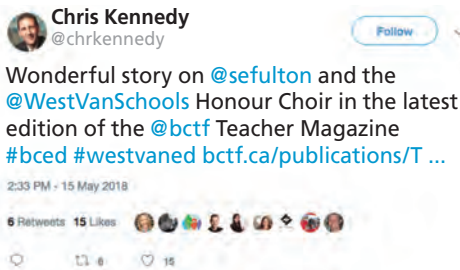 Chris Kennedy
@chrkennedy
Follow
Wonderful story on @sefulton and the
@WestVanSchools Honour Choir in the latest
edition of the @bctf Teacher Magazine
#bced #westvaned bctf.ca/publications/T ...
2:33 PM - 15 May 2018
6 Retweets 15 Likes
6 15